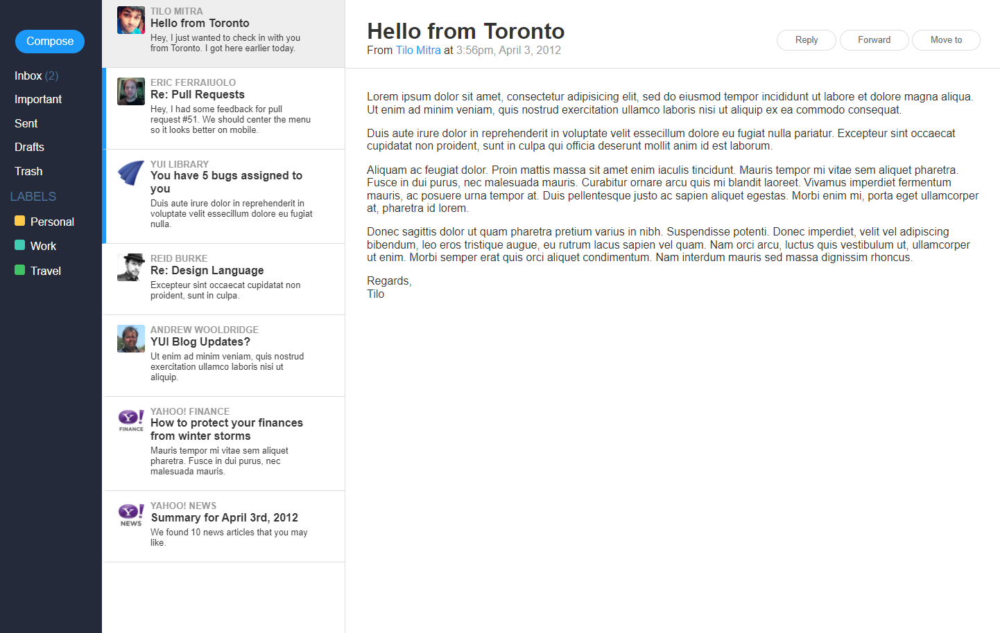 Compose
Inbox (2)
Important
Sent
Drafts
Trash
LABELS
Personal
Work
Travel
TILO MITRA
Hello from Toronto
Hey, I just wanted to check in with you
from Toronto. I got here earlier today.
ERIC FERRAIUOLO
Re: Pull Requests
Hey, I had some feedback for pull
request #51. We should center the menu
so it looks better on mobile.
YUI LIBRARY
You have 5 bugs assigned to
you
Duis aute irure dolor in reprehenderit in
voluptate velit essecillum dolore eu fugiat
nulla.
REID BURKE
Re: Design Language
Excepteur sint occaecat cupidatat non
proident, sunt in culpa.
ANDREW WOOLDRIDGE
YUI Blog Updates?
Ut enim ad minim veniam, quis nostrud
exercitation ullamco laboris nisi ut
aliquip.
Y! FINANCE
YAHOO! FINANCE
How to protect your finances
from winter storms
Mauris tempor mi vitae sem aliquet
pharetra. Fusce in dui purus, nec
malesuada mauris.
Y! NEWS
YAHOO! NEWS
Summary for April 3rd, 2012
We found 10 news articles that you may
like.
Hello from Toronto
From Tilo Mitra at 3:56pm, April 3, 2012
Reply
Forward
Move to
Lorem ipsum dolor sit amet, consectetur adipisicing elit, sed do eiusmod tempor incididunt ut labore et dolore magna aliqua.
Ut enim ad minim veniam, quis nostrud exercitation ullamco laboris nisi ut aliquip ex ea commodo consequat.
Duis aute irure dolor in reprehenderit in voluptate velit essecillum dolore eu fugiat nulla pariatur. Excepteur sint occaecat
cupidatat non proident, sunt in culpa qui officia deserunt mollit anim id est laborum.
Aliquam ac feugiat dolor. Proin mattis massa sit amet enim iaculis tincidunt. Mauris tempor mi vitae sem aliquet pharetra.
Fusce in dui purus, nec malesuada mauris. Curabitur ornare arcu quis mi blandit laoreet. Vivamus imperdiet fermentum
mauris, ac posuere urna tempor at. Duis pellentesque justo ac sapien aliquet egestas. Morbi enim mi, porta eget ullamcorper
at, pharetra id lorem.
Donec sagittis dolor ut quam pharetra pretium varius in nibh. Suspendisse potenti. Donec imperdiet, velit vel adipiscing
bibendum, leo eros tristique augue, eu rutrum lacus sapien vel quam. Nam orci arcu, luctus quis vestibulum ut, ullamcorper
ut enim. Morbi semper erat quis orci aliquet condimentum. Nam interdum mauris sed massa dignissim rhoncus.
Regards,
Tilo